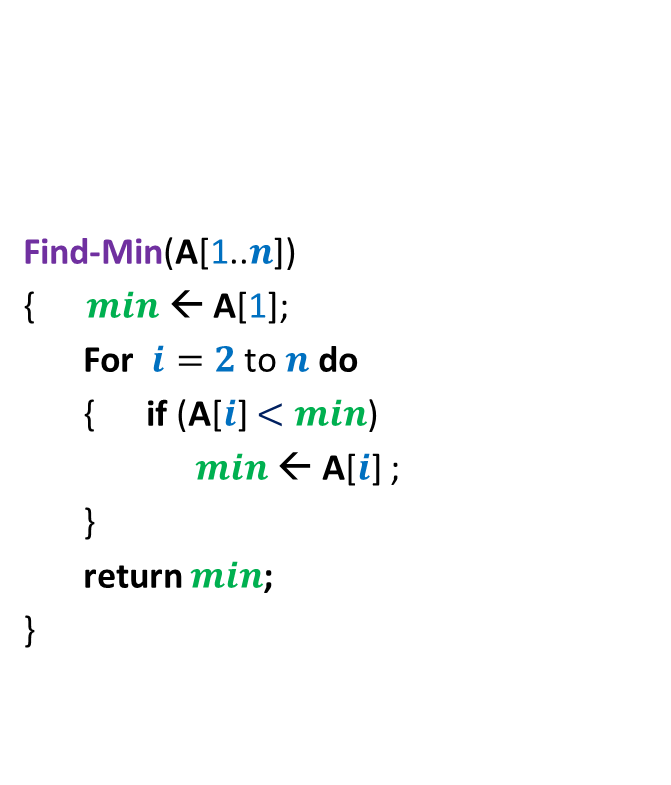 Find-Min(A[1..n])
{ min ← A[1];
For i = 2 to n do
{ if (A[i] < min)
min ← A[i] ;
}
return min;
}